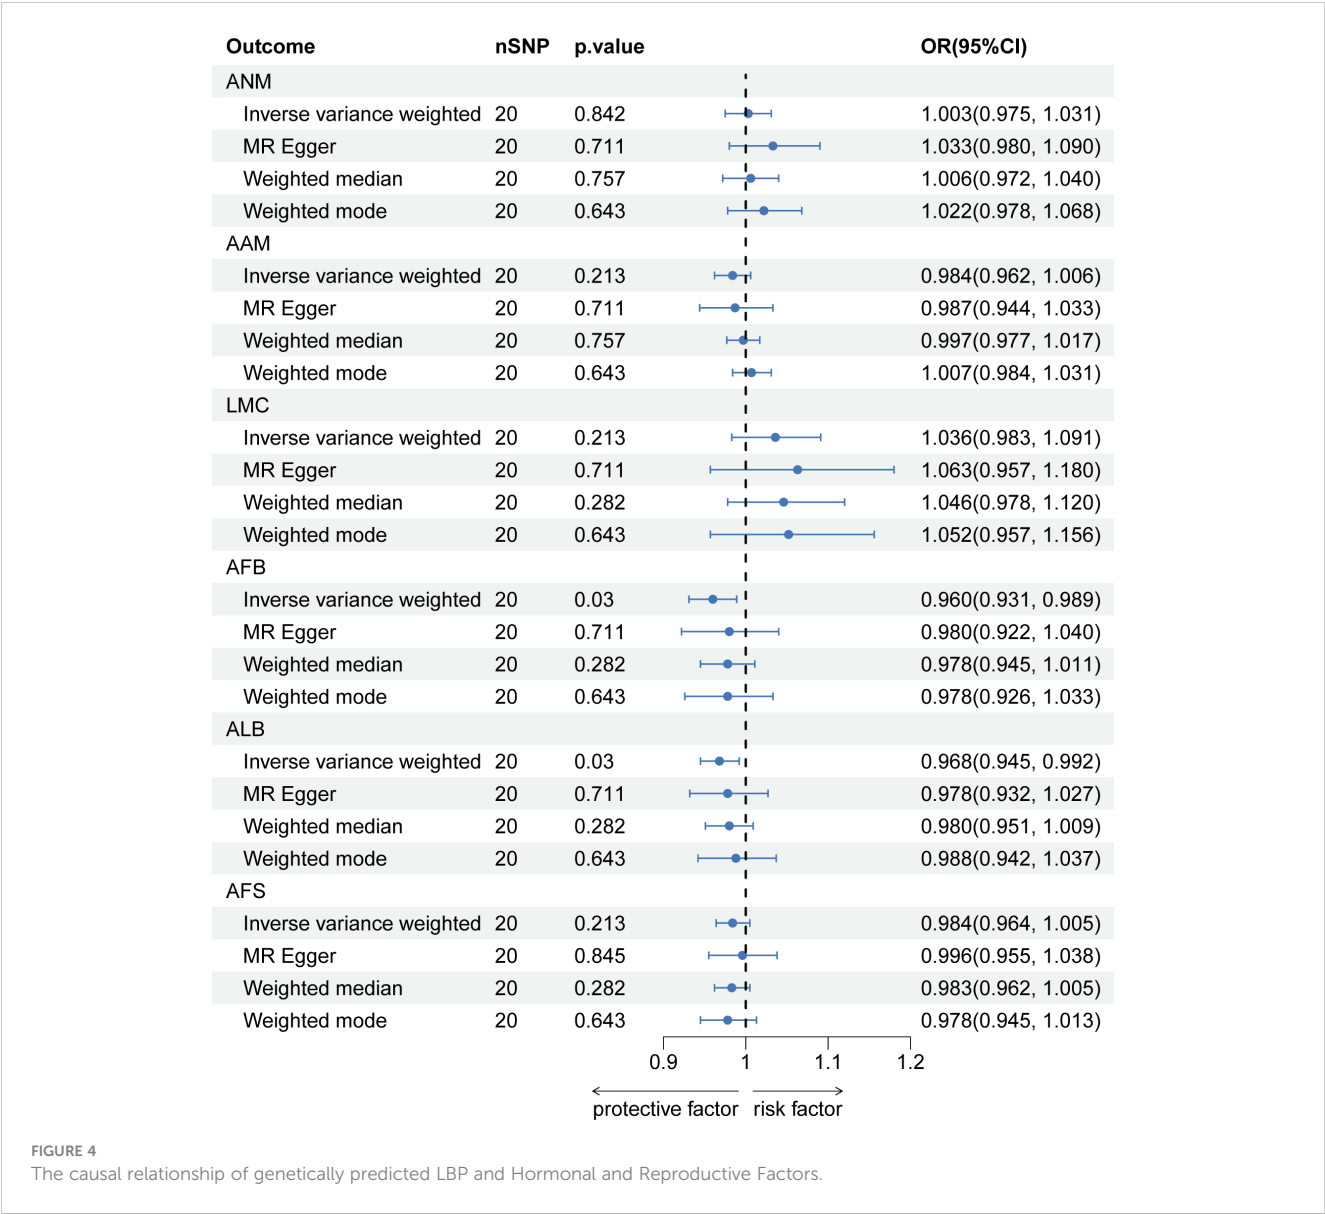 Outcome nSNP p.value OR(95%CI)
ANM
Inverse variance weighted 20 0.842 1.003(0.975, 1.031)
MR Egger 20 0.711 1.033(0.980, 1.090)
Weighted median 20 0.757 1.006(0.972, 1.040)
Weighted mode 20 0.643 1.022(0.978, 1.068)
AAM
Inverse variance weighted 20 0.213 0.984(0.962, 1.006)
MR Egger 20 0.711 0.987(0.944, 1.033)
Weighted median 20 0.757 0.997(0.977, 1.017)
Weighted mode 20 0.643 1.007(0.984, 1.031)
LMC
Inverse variance weighted 20 0.213 1.036(0.983, 1.091)
MR Egger 20 0.711 1.063(0.957, 1.180)
Weighted median 20 0.282 1.046(0.978, 1.120)
Weighted mode 20 0.643 1.052(0.957, 1.156)
AFB
Inverse variance weighted 20 0.03 0.960(0.931, 0.989)
MR Egger 20 0.711 0.980(0.922, 1.040)
Weighted median 20 0.282 0.978(0.945, 1.011)
Weighted mode 20 0.643 0.978(0.926, 1.033)
ALB
Inverse variance weighted 20 0.03 0.968(0.945, 0.992)
MR Egger 20 0.711 0.978(0.932, 1.027)
Weighted median 20 0.282 0.980(0.951, 1.009)
Weighted mode 20 0.643 0.988(0.942, 1.037)
AFS
Inverse variance weighted 20 0.213 0.984(0.964, 1.005)
MR Egger 20 0.845 0.996(0.955, 1.038)
Weighted median 20 0.282 0.983(0.962, 1.005)
Weighted mode 20 0.643 0.978(0.945, 1.013)
0.9 1 1.1 1.2
protective factor risk factor
FIGURE 4
The causal relationship of genetically predicted LBP and Hormonal and Reproductive Factors.